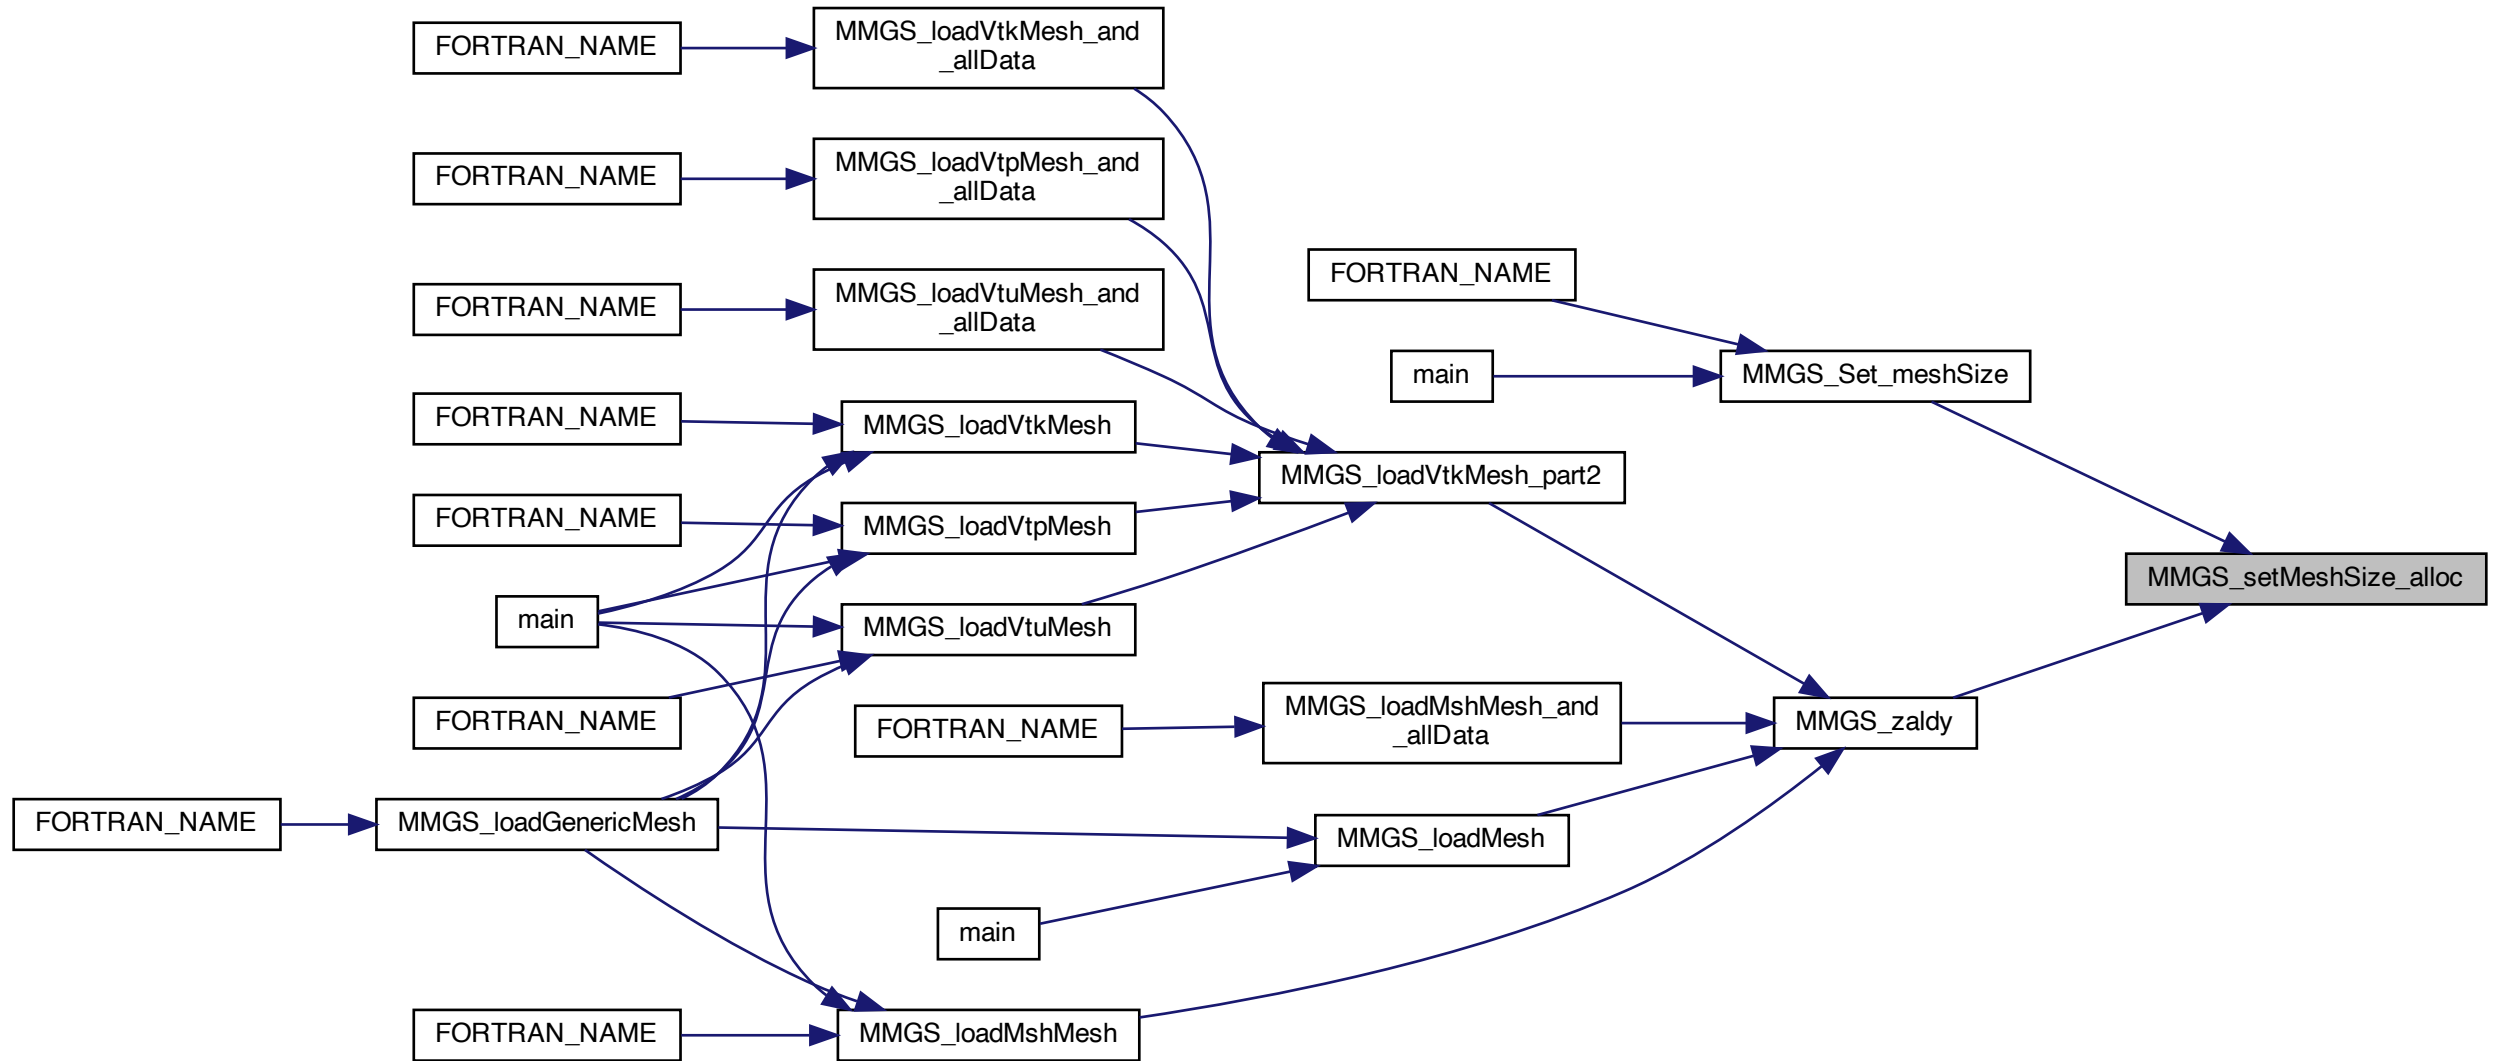 FORTRAN_NAME
MMGS_loadVtkMesh_and
_allData
FORTRAN_NAME
MMGS_loadVtpMesh_and
_allData
FORTRAN_NAME
MMGS_loadVtuMesh_and
_allData
FORTRAN_NAME
main
MMGS_Set_meshSize
FORTRAN_NAME
MMGS_loadVtkMesh
MMGS_loadVtkMesh_part2
FORTRAN_NAME
MMGS_loadVtpMesh
MMGS_setMeshSize_alloc
main
MMGS_loadVtuMesh
FORTRAN_NAME
FORTRAN_NAME
MMGS_loadMshMesh_and
_allData
MMGS_zaldy
FORTRAN_NAME
MMGS_loadGenericMesh
MMGS_loadMesh
main
FORTRAN_NAME
MMGS_loadMshMesh